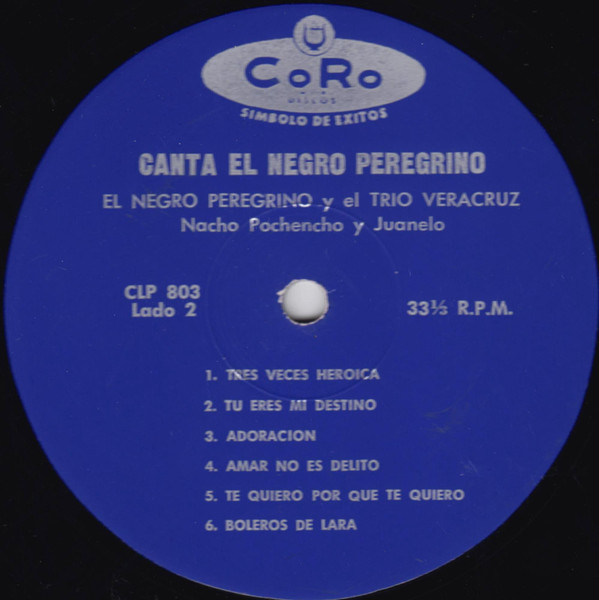 CoRo
DISCOS
SIMBOLO DE EXITOS
CANTA EL NEGRO PEREGRINO
EL NEGRO PEREGRINO y el TRIO VERACRUZ
Nacho Pochencho y Juanelo
CLP 803
Lado 2
33⅓ R.P.M.
1. TRES VECES HEROICA
2. TU ERES MI DESTINO
3. ADORACION
4. AMAR NO ES DELITO
5. TE QUIERO POR QUE TE QUIERO
6. BOLEROS DE LARA